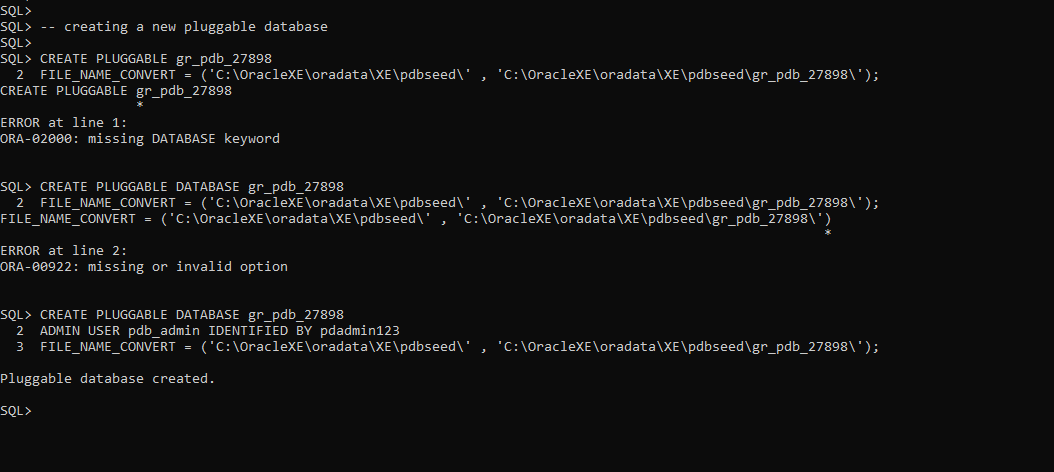 SQL>
SQL> -- creating a new pluggable database
SQL>
SQL> CREATE PLUGGABLE gr_pdb_27898
  2  FILE_NAME_CONVERT = ('C:\OracleXE\oradata\XE\pdbseed\' , 'C:\OracleXE\oradata\XE\pdbseed\gr_pdb_27898\');
CREATE PLUGGABLE gr_pdb_27898
                 *
ERROR at line 1:
ORA-02000: missing DATABASE keyword
SQL> CREATE PLUGGABLE DATABASE gr_pdb_27898
  2  FILE_NAME_CONVERT = ('C:\OracleXE\oradata\XE\pdbseed\' , 'C:\OracleXE\oradata\XE\pdbseed\gr_pdb_27898\');
FILE_NAME_CONVERT = ('C:\OracleXE\oradata\XE\pdbseed\' , 'C:\OracleXE\oradata\XE\pdbseed\gr_pdb_27898\')
                                                                                                       *
ERROR at line 2:
ORA-00922: missing or invalid option
SQL> CREATE PLUGGABLE DATABASE gr_pdb_27898
  2  ADMIN USER pdb_admin IDENTIFIED BY pdadmin123
  3  FILE_NAME_CONVERT = ('C:\OracleXE\oradata\XE\pdbseed\' , 'C:\OracleXE\oradata\XE\pdbseed\gr_pdb_27898\');
Pluggable database created.
SQL>